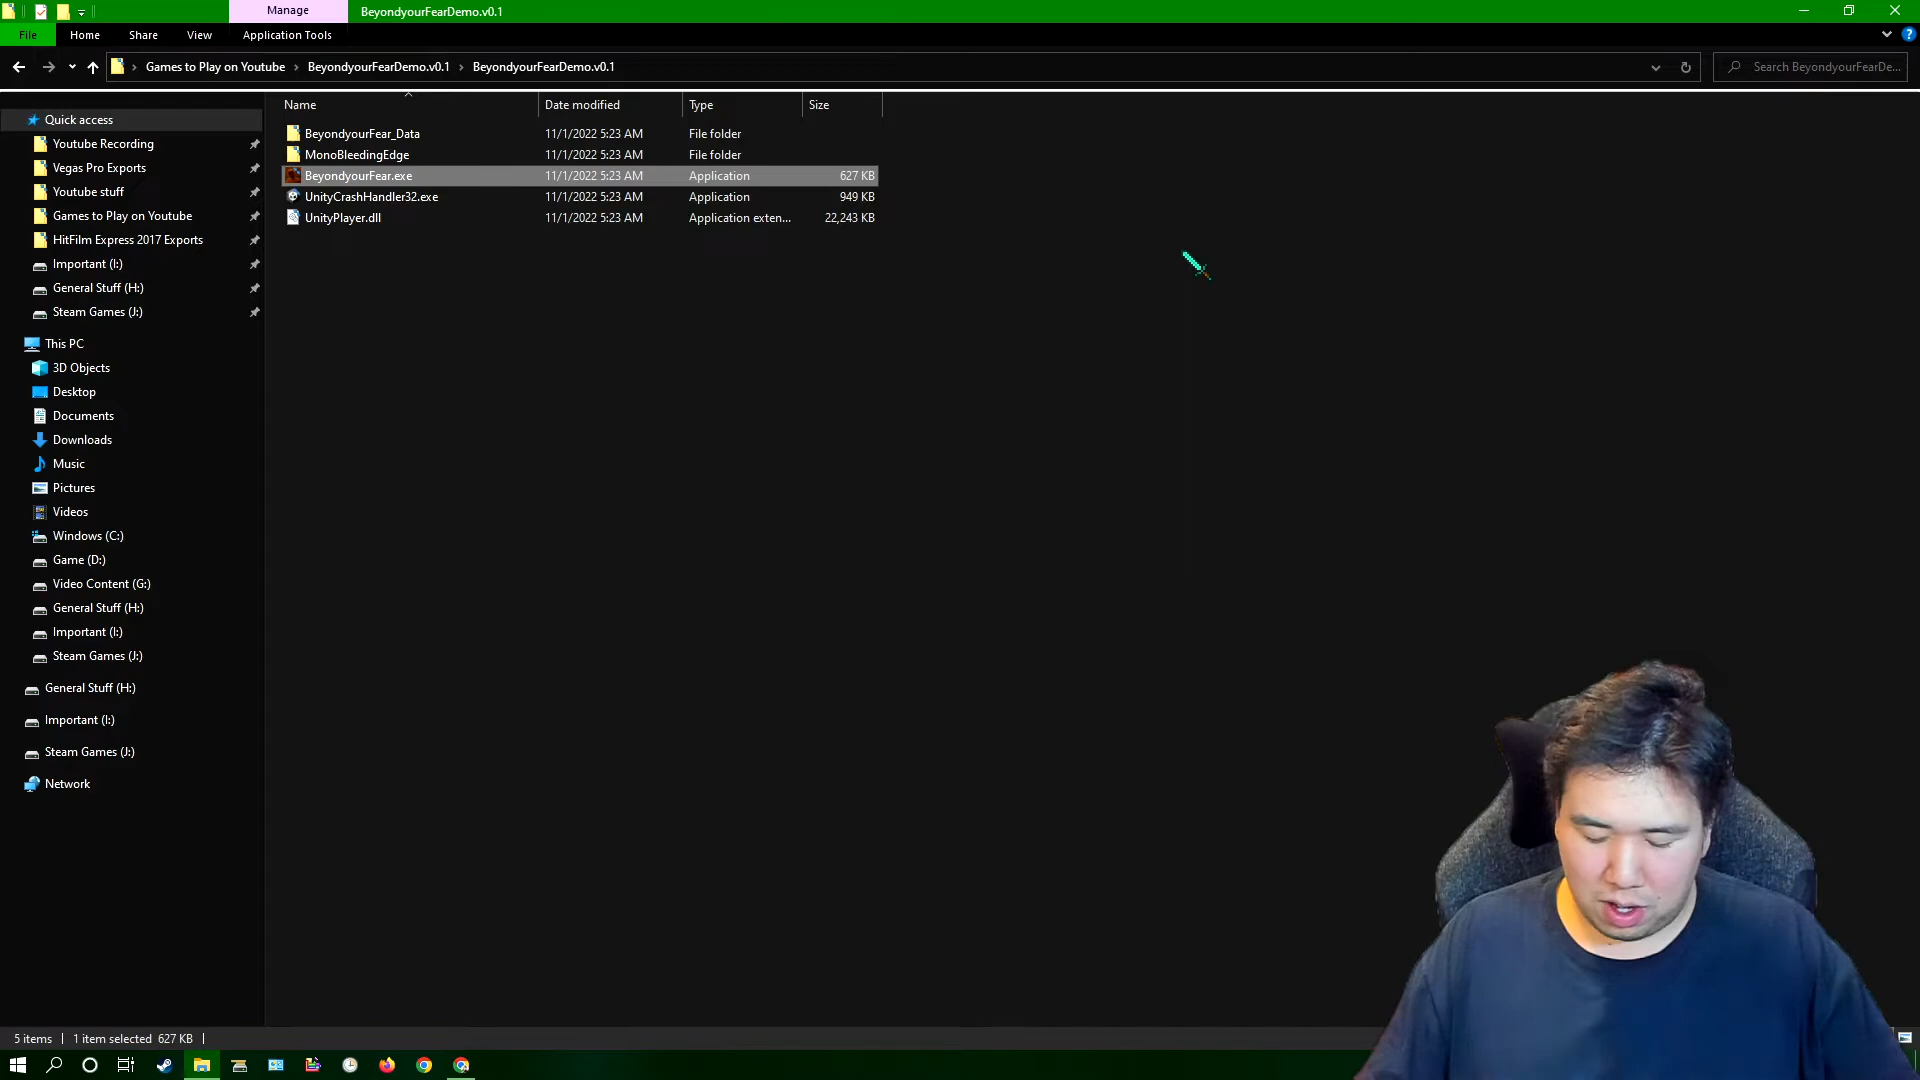 Manage
BeyondyourFearDemo.v0.1
File
Home
Share
View
Application Tools
Games to Play on Youtube
BeyondyourFearDemo.v0.1
BeyondyourFearDemo.v0.1
Search BeyondyourFearDe...
Name
Date modified
Type
Size
BeyondyourFear_Data
11/1/2022 5:23 AM
File folder
MonoBleedingEdge
11/1/2022 5:23 AM
File folder
BeyondyourFear.exe
11/1/2022 5:23 AM
Application
627 KB
UnityCrashHandler32.exe
11/1/2022 5:23 AM
Application
949 KB
UnityPlayer.dll
11/1/2022 5:23 AM
Application exten...
22,243 KB
Quick access
Youtube Recording
Vegas Pro Exports
Youtube stuff
Games to Play on Youtube
HitFilm Express 2017 Exports
Important (I:)
General Stuff (H:)
Steam Games (J:)
This PC
3D Objects
Desktop
Documents
Downloads
Music
Pictures
Videos
Windows (C:)
Game (D:)
Video Content (G:)
General Stuff (H:)
Important (I:)
Steam Games (J:)
General Stuff (H:)
Important (I:)
Steam Games (J:)
Network
5 items
1 item selected 627 KB